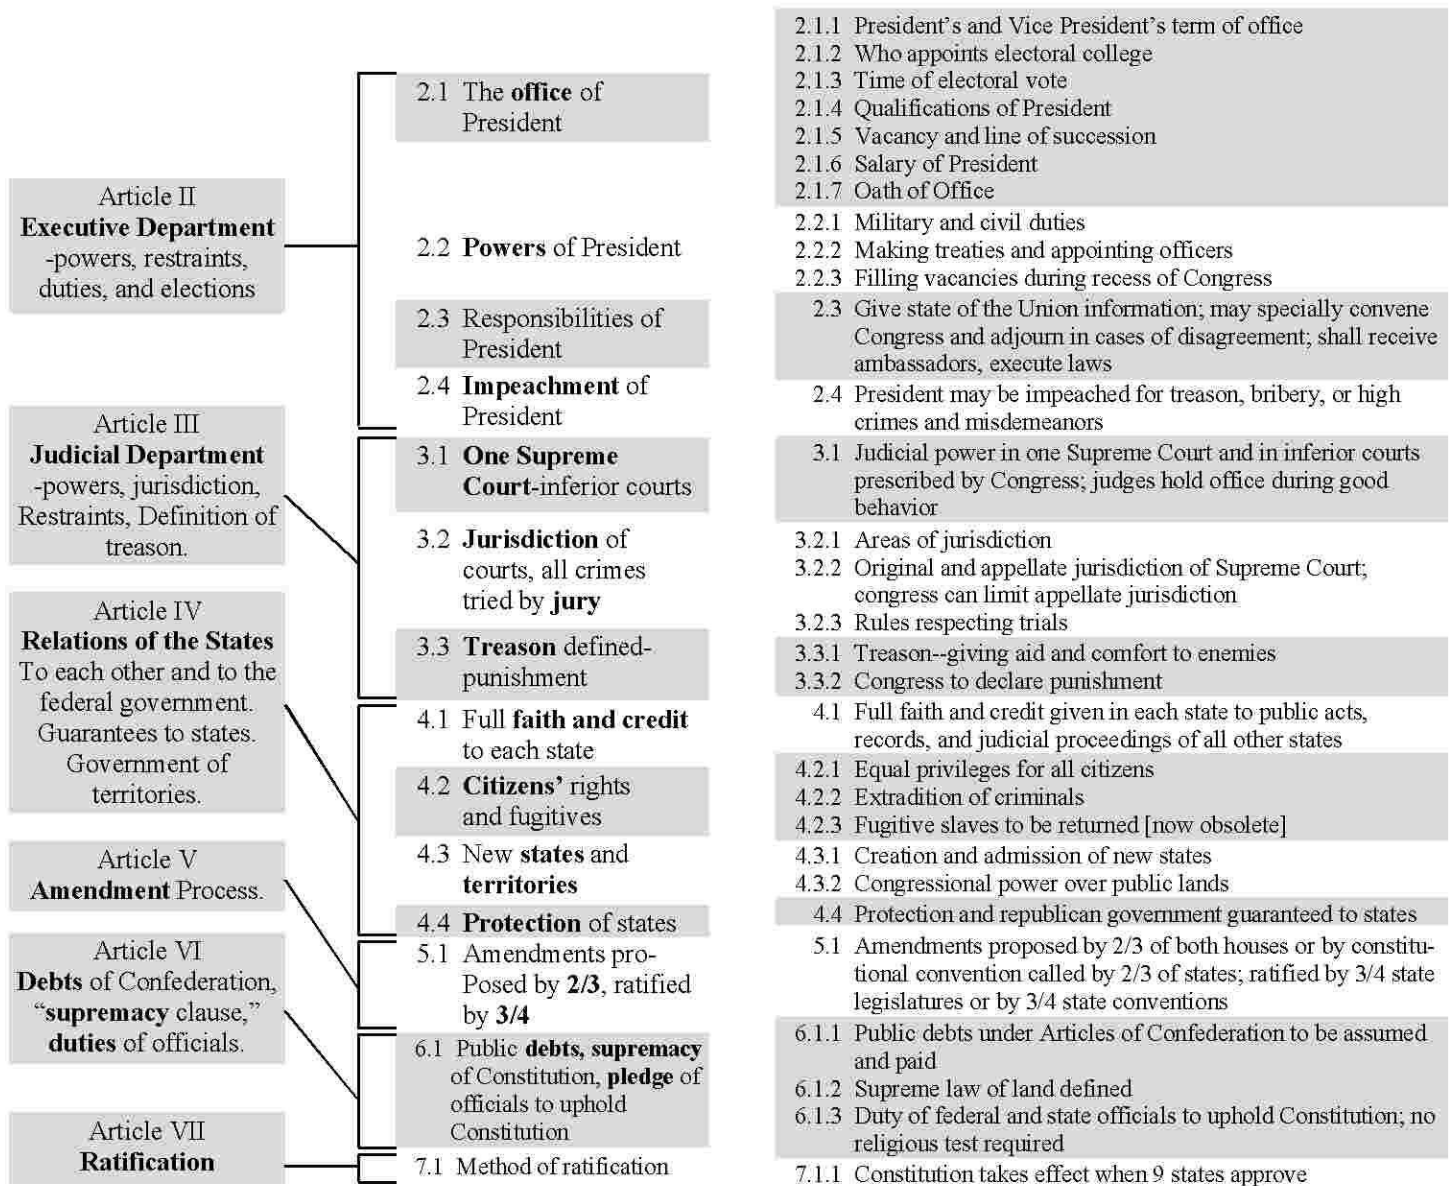 Article II
Executive Department
-powers, restraints,
duties, and elections
Article III
Judicial Department
-powers, jurisdiction,
Restraints, Definition of
treason.
Article IV
Relations of the States
To each other and to the
federal government.
Guarantees to states.
Government of
territories.
Article V
Amendment Process.
Article VI
Debts of Confederation,
“supremacy clause,”
duties of officials.
Article VII
Ratification
2.1 The office of
President
2.2 Powers of President
2.3 Responsibilities of
President
2.4 Impeachment of
President
3.1 One Supreme
Court-inferior courts
3.2 Jurisdiction of
courts, all crimes
tried by jury
3.3 Treason defined-
punishment
4.1 Full faith and credit
to each state
4.2 Citizens’ rights
and fugitives
4.3 New states and
territories
4.4 Protection of states
5.1 Amendments pro-
Posed by 2/3, ratified
by 3/4
6.1 Public debts, supremacy
of Constitution, pledge of
officials to uphold
Constitution
7.1 Method of ratification
2.1.1 President’s and Vice President’s term of office
2.1.2 Who appoints electoral college
2.1.3 Time of electoral vote
2.1.4 Qualifications of President
2.1.5 Vacancy and line of succession
2.1.6 Salary of President
2.1.7 Oath of Office
2.2.1 Military and civil duties
2.2.2 Making treaties and appointing officers
2.2.3 Filling vacancies during recess of Congress
2.3 Give state of the Union information; may specially convene
Congress and adjourn in cases of disagreement; shall receive
ambassadors, execute laws
2.4 President may be impeached for treason, bribery, or high
crimes and misdemeanors
3.1 Judicial power in one Supreme Court and in inferior courts
prescribed by Congress; judges hold office during good
behavior
3.2.1 Areas of jurisdiction
3.2.2 Original and appellate jurisdiction of Supreme Court;
congress can limit appellate jurisdiction
3.2.3 Rules respecting trials
3.3.1 Treason--giving aid and comfort to enemies
3.3.2 Congress to declare punishment
4.1 Full faith and credit given in each state to public acts,
records, and judicial proceedings of all other states
4.2.1 Equal privileges for all citizens
4.2.2 Extradition of criminals
4.2.3 Fugitive slaves to be returned [now obsolete]
4.3.1 Creation and admission of new states
4.3.2 Congressional power over public lands
4.4 Protection and republican government guaranteed to states
5.1 Amendments proposed by 2/3 of both houses or by constitu-
tional convention called by 2/3 of states; ratified by 3/4 state
legislatures or by 3/4 state conventions
6.1.1 Public debts under Articles of Confederation to be assumed
and paid
6.1.2 Supreme law of land defined
6.1.3 Duty of federal and state officials to uphold Constitution; no
religious test required
7.1.1 Constitution takes effect when 9 states approve